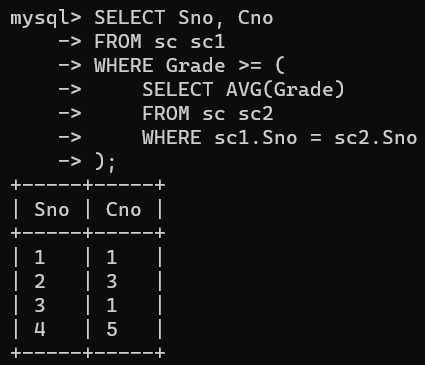 mysql> SELECT Sno, Cno
    -> FROM sc sc1
    -> WHERE Grade >= (
    ->     SELECT AVG(Grade)
    ->     FROM sc sc2
    ->     WHERE sc1.Sno = sc2.Sno
    -> );
+-----+-----+
| Sno | Cno |
+-----+-----+
| 1   | 1   |
| 2   | 3   |
| 3   | 1   |
| 4   | 5   |
+-----+-----+